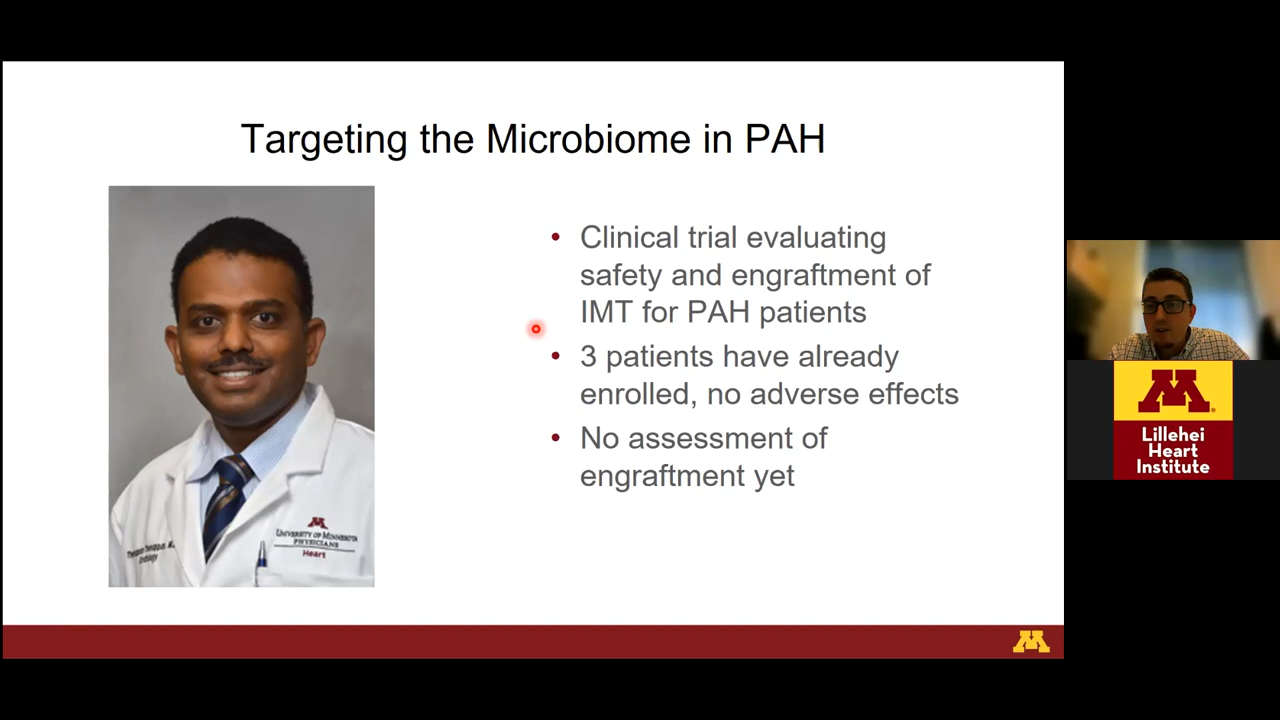 Targeting the Microbiome in PAH
• Clinical trial evaluating
safety and engraftment of
IMT for PAH patients
• 3 patients have already
enrolled, no adverse effects
• No assessment of
engraftment yet
UNIVERSITY OF MINNESOTA
PHYSICIANS
Heart
Cardiology
M
Lillehei
Heart
Institute